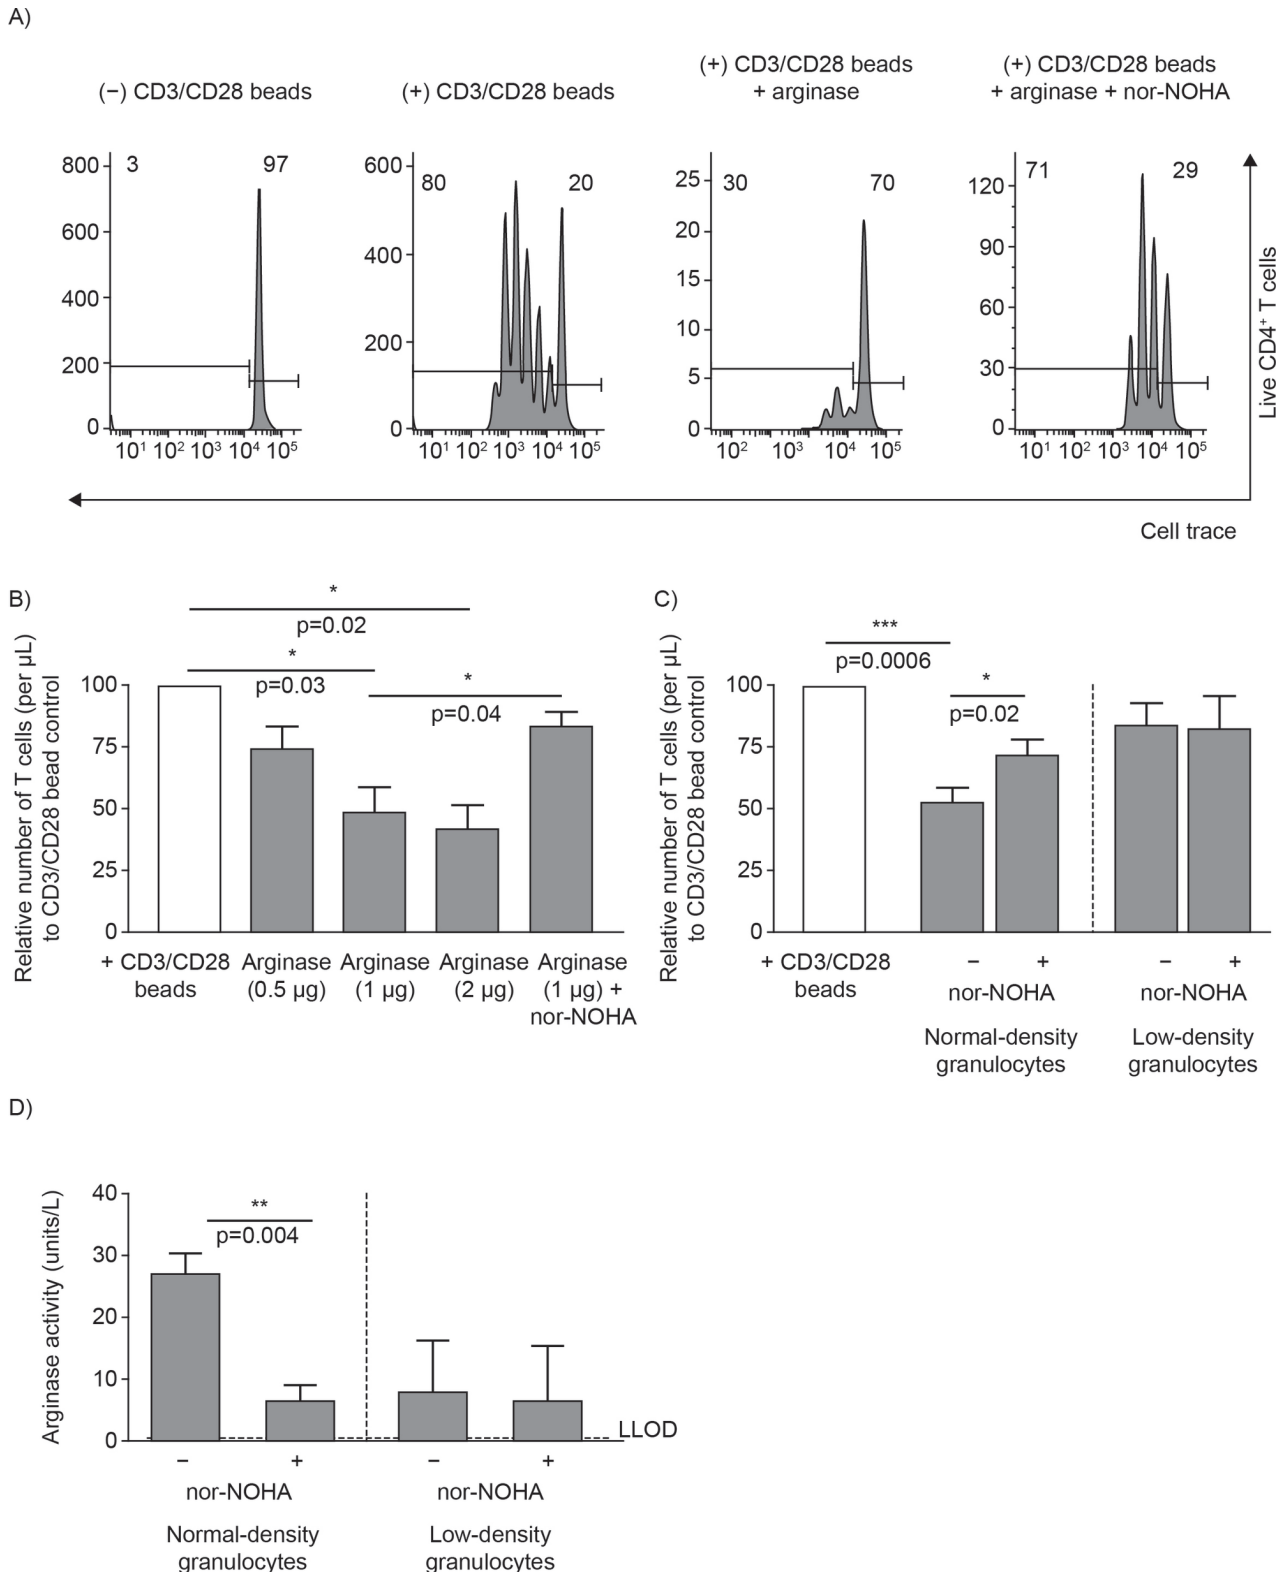 A)
(−) CD3/CD28 beads
(+) CD3/CD28 beads
(+) CD3/CD28 beads
+ arginase
(+) CD3/CD28 beads
+ arginase + nor-NOHA
3
97
800
600
400
200
0
10¹ 10² 10³ 10⁴ 10⁵
80
20
600
400
200
0
10¹ 10² 10³ 10⁴ 10⁵
30
70
25
20
15
10
5
0
10² 10³ 10⁴ 10⁵
71
29
120
90
60
30
0
10¹ 10² 10³ 10⁴ 10⁵
Live CD4⁺ T cells
Cell trace
B)
Relative number of T cells (per µL)
to CD3/CD28 bead control
*
p=0.02
*
p=0.03
*
p=0.04
100
75
50
25
0
+ CD3/CD28
beads
Arginase
(0.5 µg)
Arginase
(1 µg)
Arginase
(2 µg)
Arginase
(1 µg) +
nor-NOHA
C)
Relative number of T cells (per µL)
to CD3/CD28 bead control
***
p=0.0006
*
p=0.02
100
75
50
25
0
+ CD3/CD28
beads
− +
nor-NOHA
Normal-density
granulocytes
− +
nor-NOHA
Low-density
granulocytes
D)
Arginase activity (units/L)
40
30
20
10
0
**
p=0.004
LLOD
− +
nor-NOHA
Normal-density
granulocytes
− +
nor-NOHA
Low-density
granulocytes